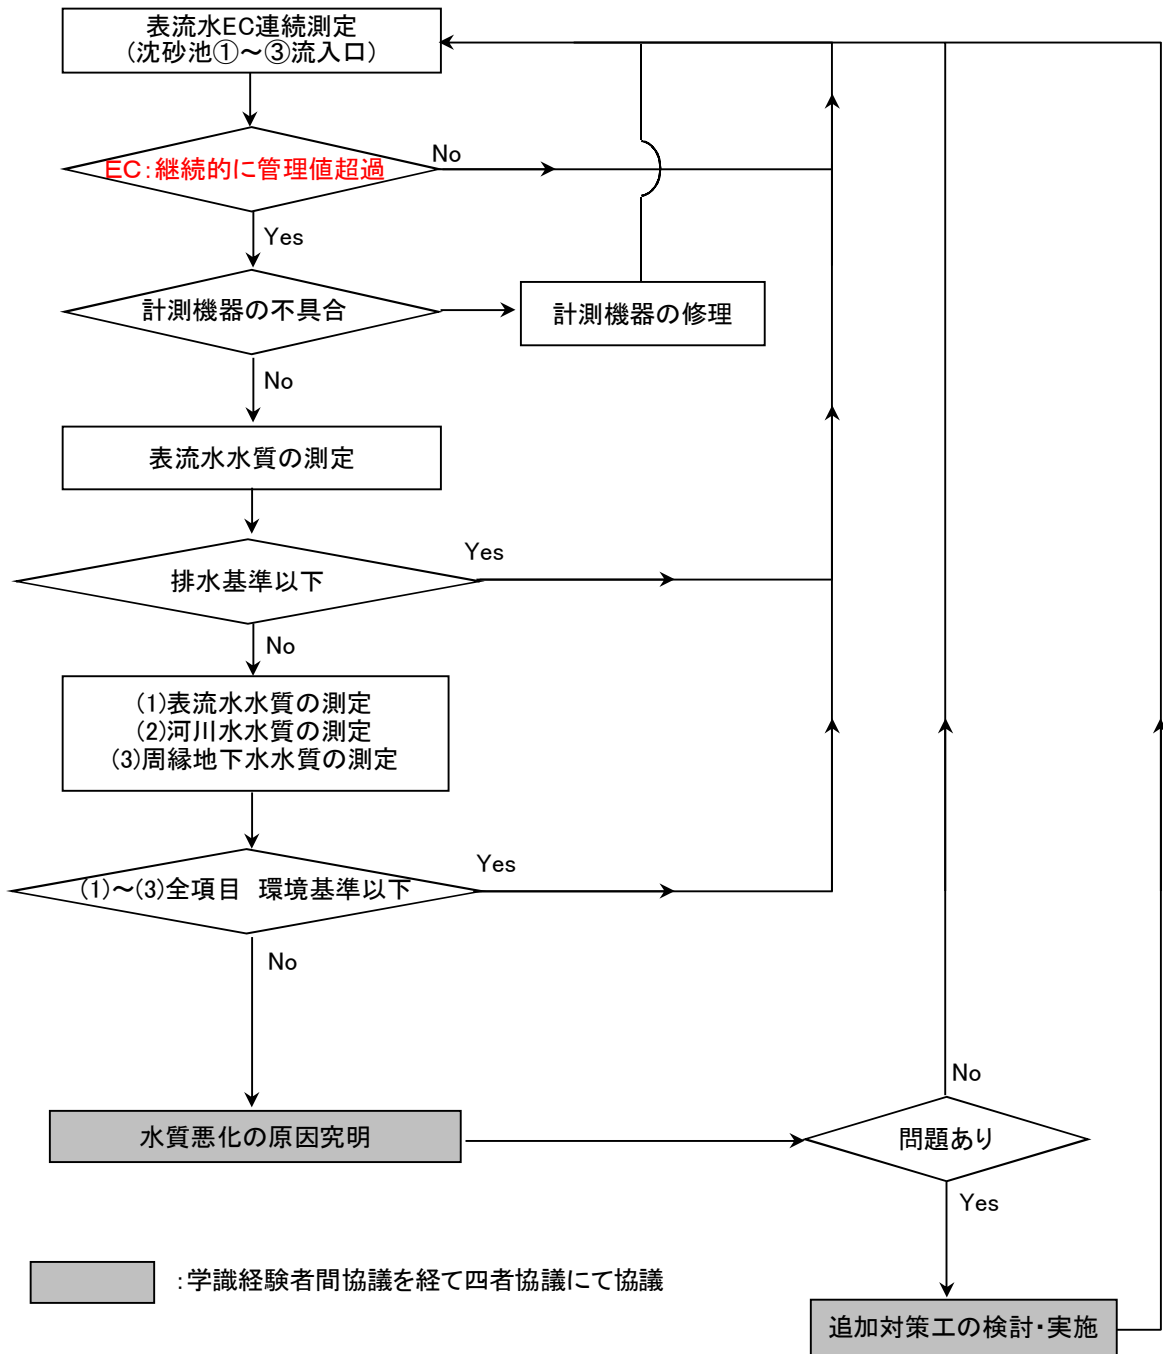 表流水EC連続測定
(沈砂池①～③流入口)
EC:継続的に管理値超過
No
Yes
計測機器の不具合
計測機器の修理
No
表流水水質の測定
排水基準以下
Yes
No
(1)表流水水質の測定
(2)河川水水質の測定
(3)周縁地下水水質の測定
(1)～(3)全項目　環境基準以下
Yes
No
水質悪化の原因究明
No
問題あり
Yes
:学識経験者間協議を経て四者協議にて協議
追加対策工の検討・実施